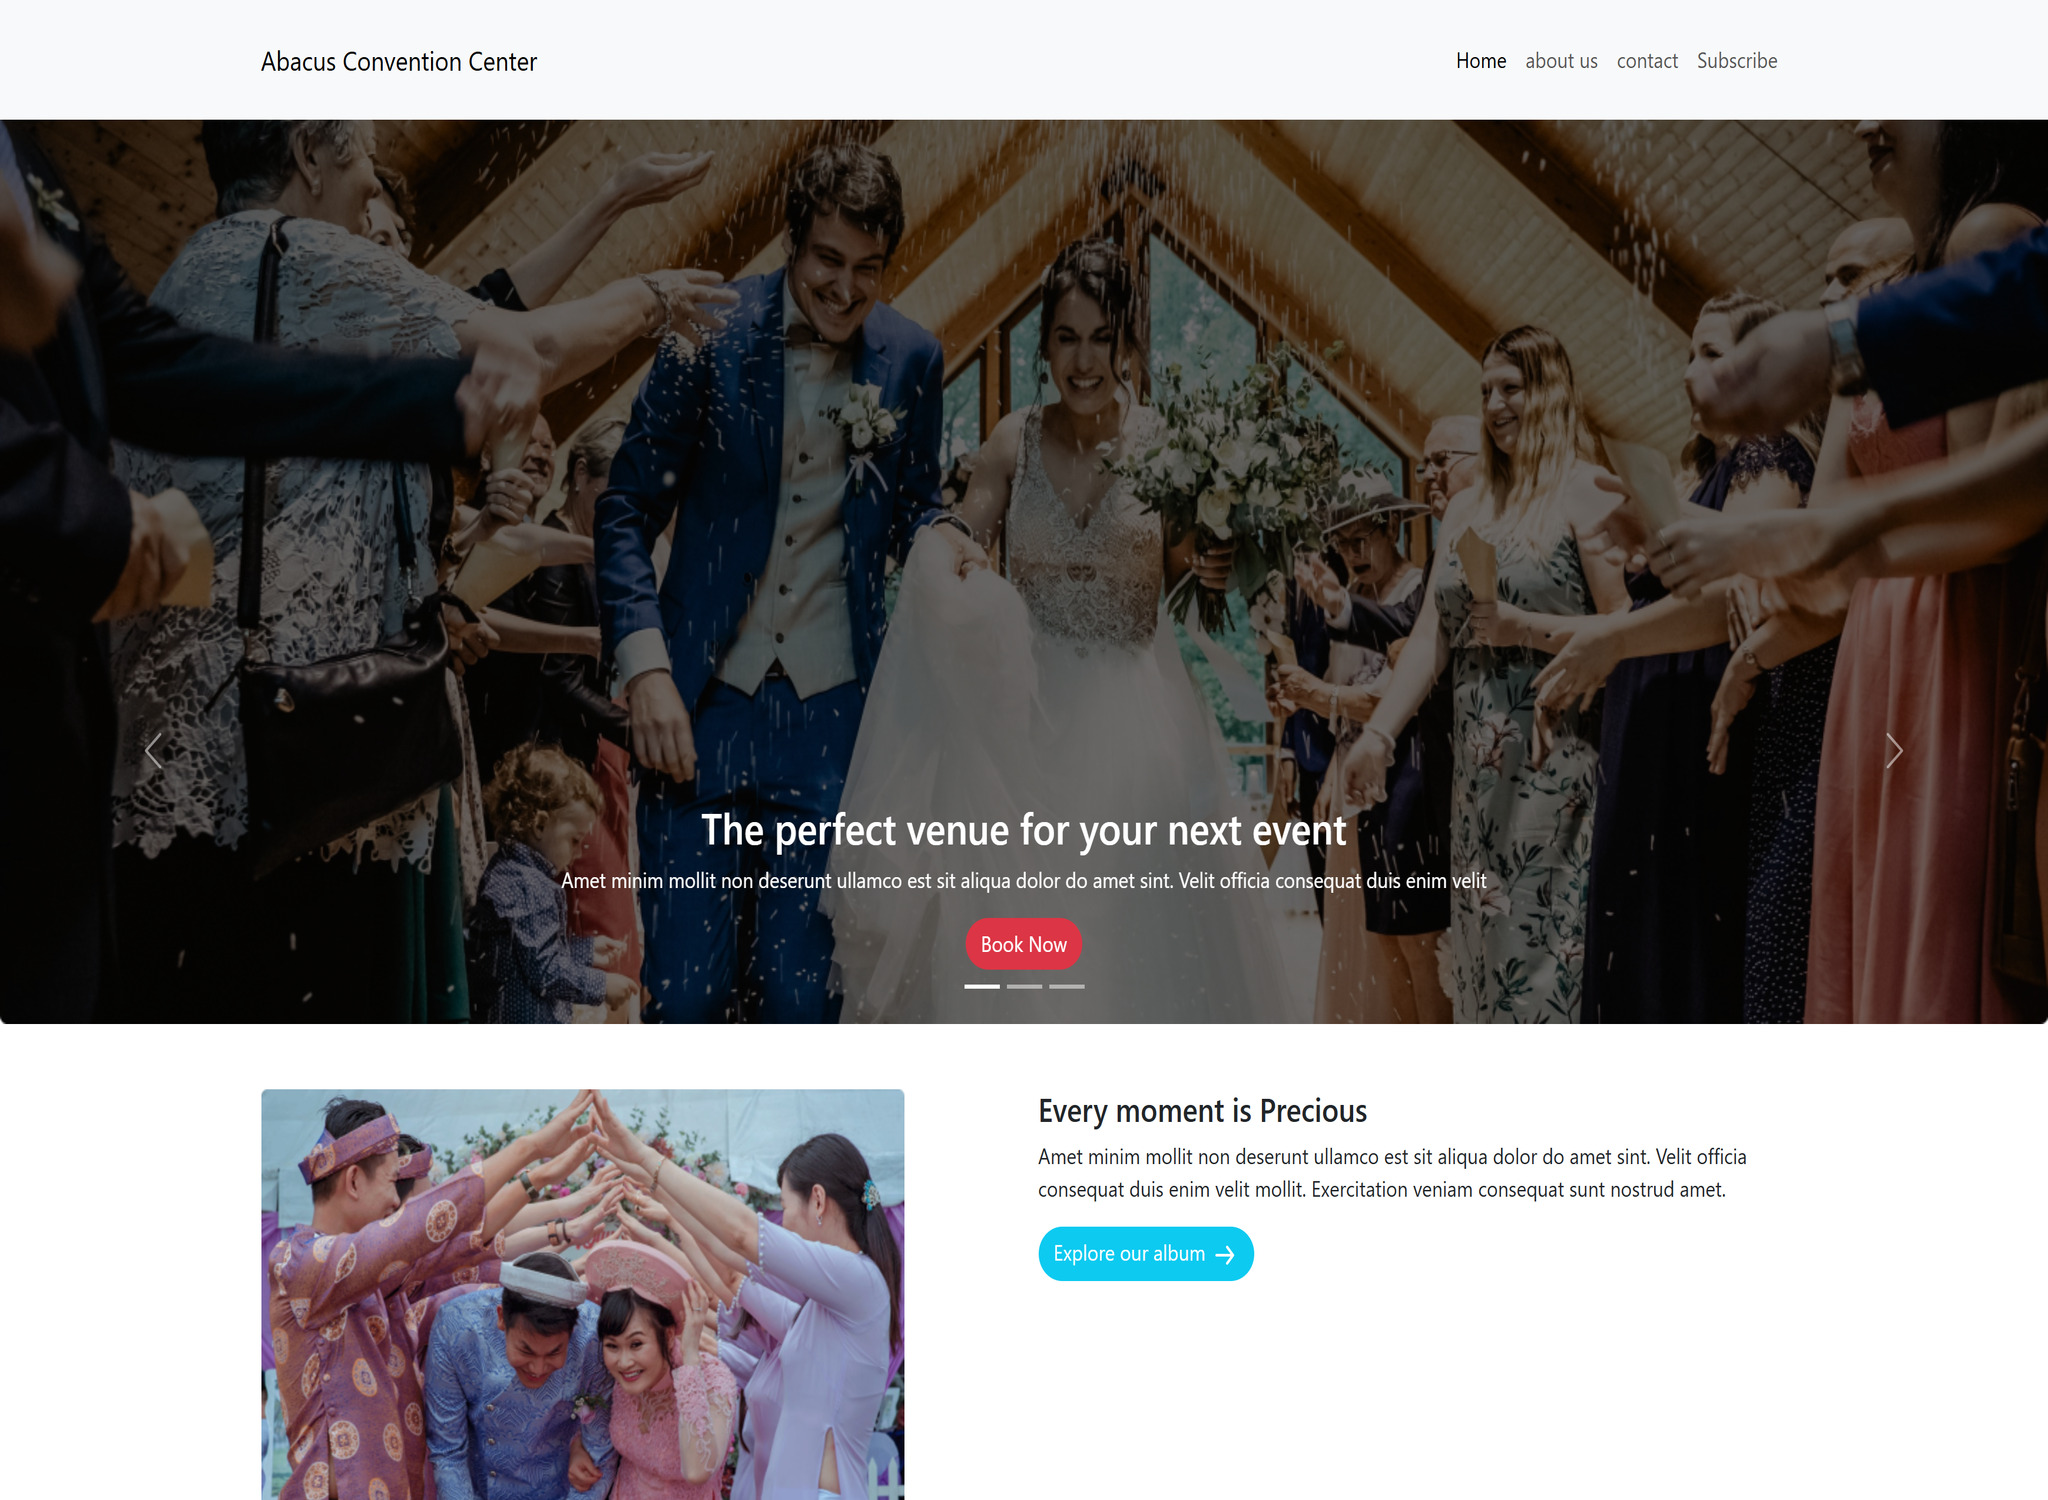 Abacus Convention Center
Home about us contact Subscribe
The perfect venue for your next event
Amet minim mollit non deserunt ullamco est sit aliqua dolor do amet sint. Velit officia consequat duis enim velit
Book Now
Every moment is Precious
Amet minim mollit non deserunt ullamco est sit aliqua dolor do amet sint. Velit officia
consequat duis enim velit mollit. Exercitation veniam consequat sunt nostrud amet.
Explore our album →